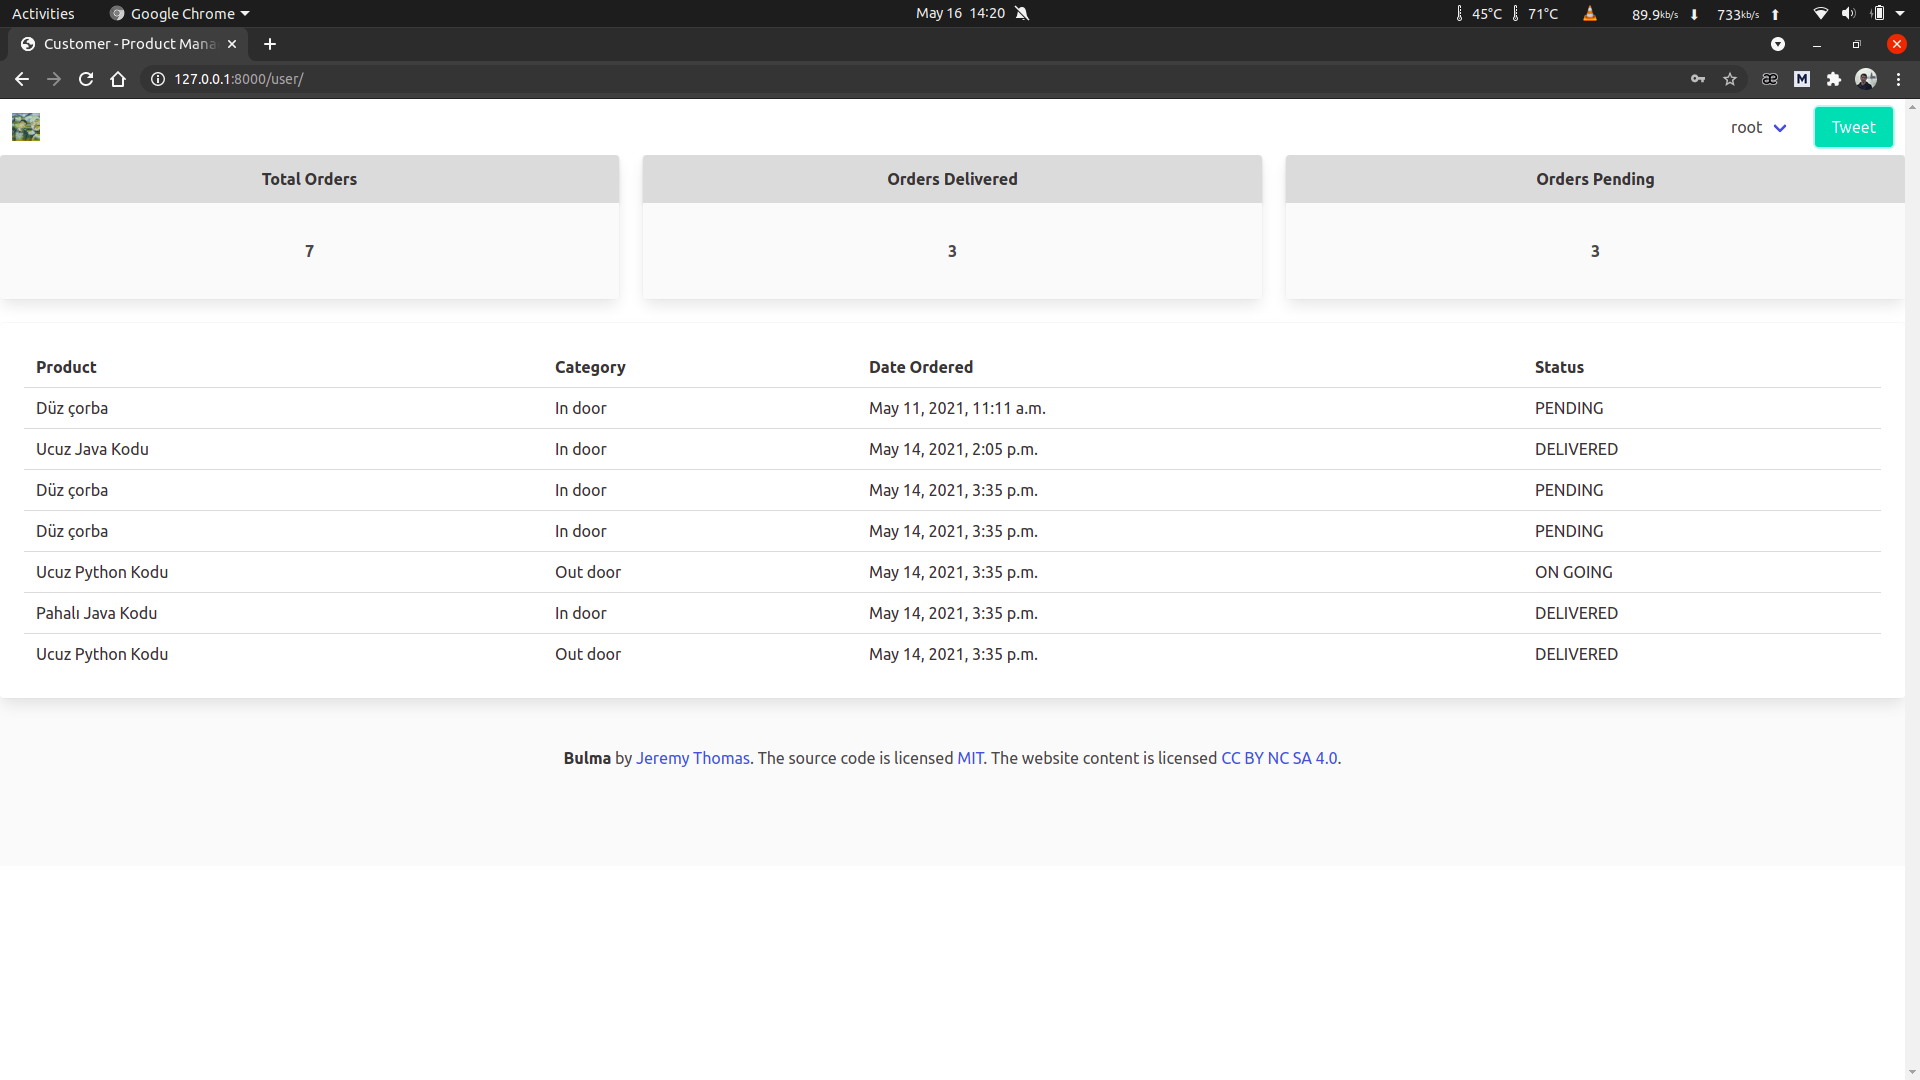 Activities Google Chrome May 16 14:20 45°C 71°C 89.9kb/s 733kb/s
Customer - Product Mana
127.0.0.1:8000/user/
root Tweet
Total Orders Orders Delivered Orders Pending
7 3 3
Product Category Date Ordered Status
Düz çorba In door May 11, 2021, 11:11 a.m. PENDING
Ucuz Java Kodu In door May 14, 2021, 2:05 p.m. DELIVERED
Düz çorba In door May 14, 2021, 3:35 p.m. PENDING
Düz çorba In door May 14, 2021, 3:35 p.m. PENDING
Ucuz Python Kodu Out door May 14, 2021, 3:35 p.m. ON GOING
Pahalı Java Kodu In door May 14, 2021, 3:35 p.m. DELIVERED
Ucuz Python Kodu Out door May 14, 2021, 3:35 p.m. DELIVERED
Bulma by Jeremy Thomas. The source code is licensed MIT. The website content is licensed CC BY NC SA 4.0.